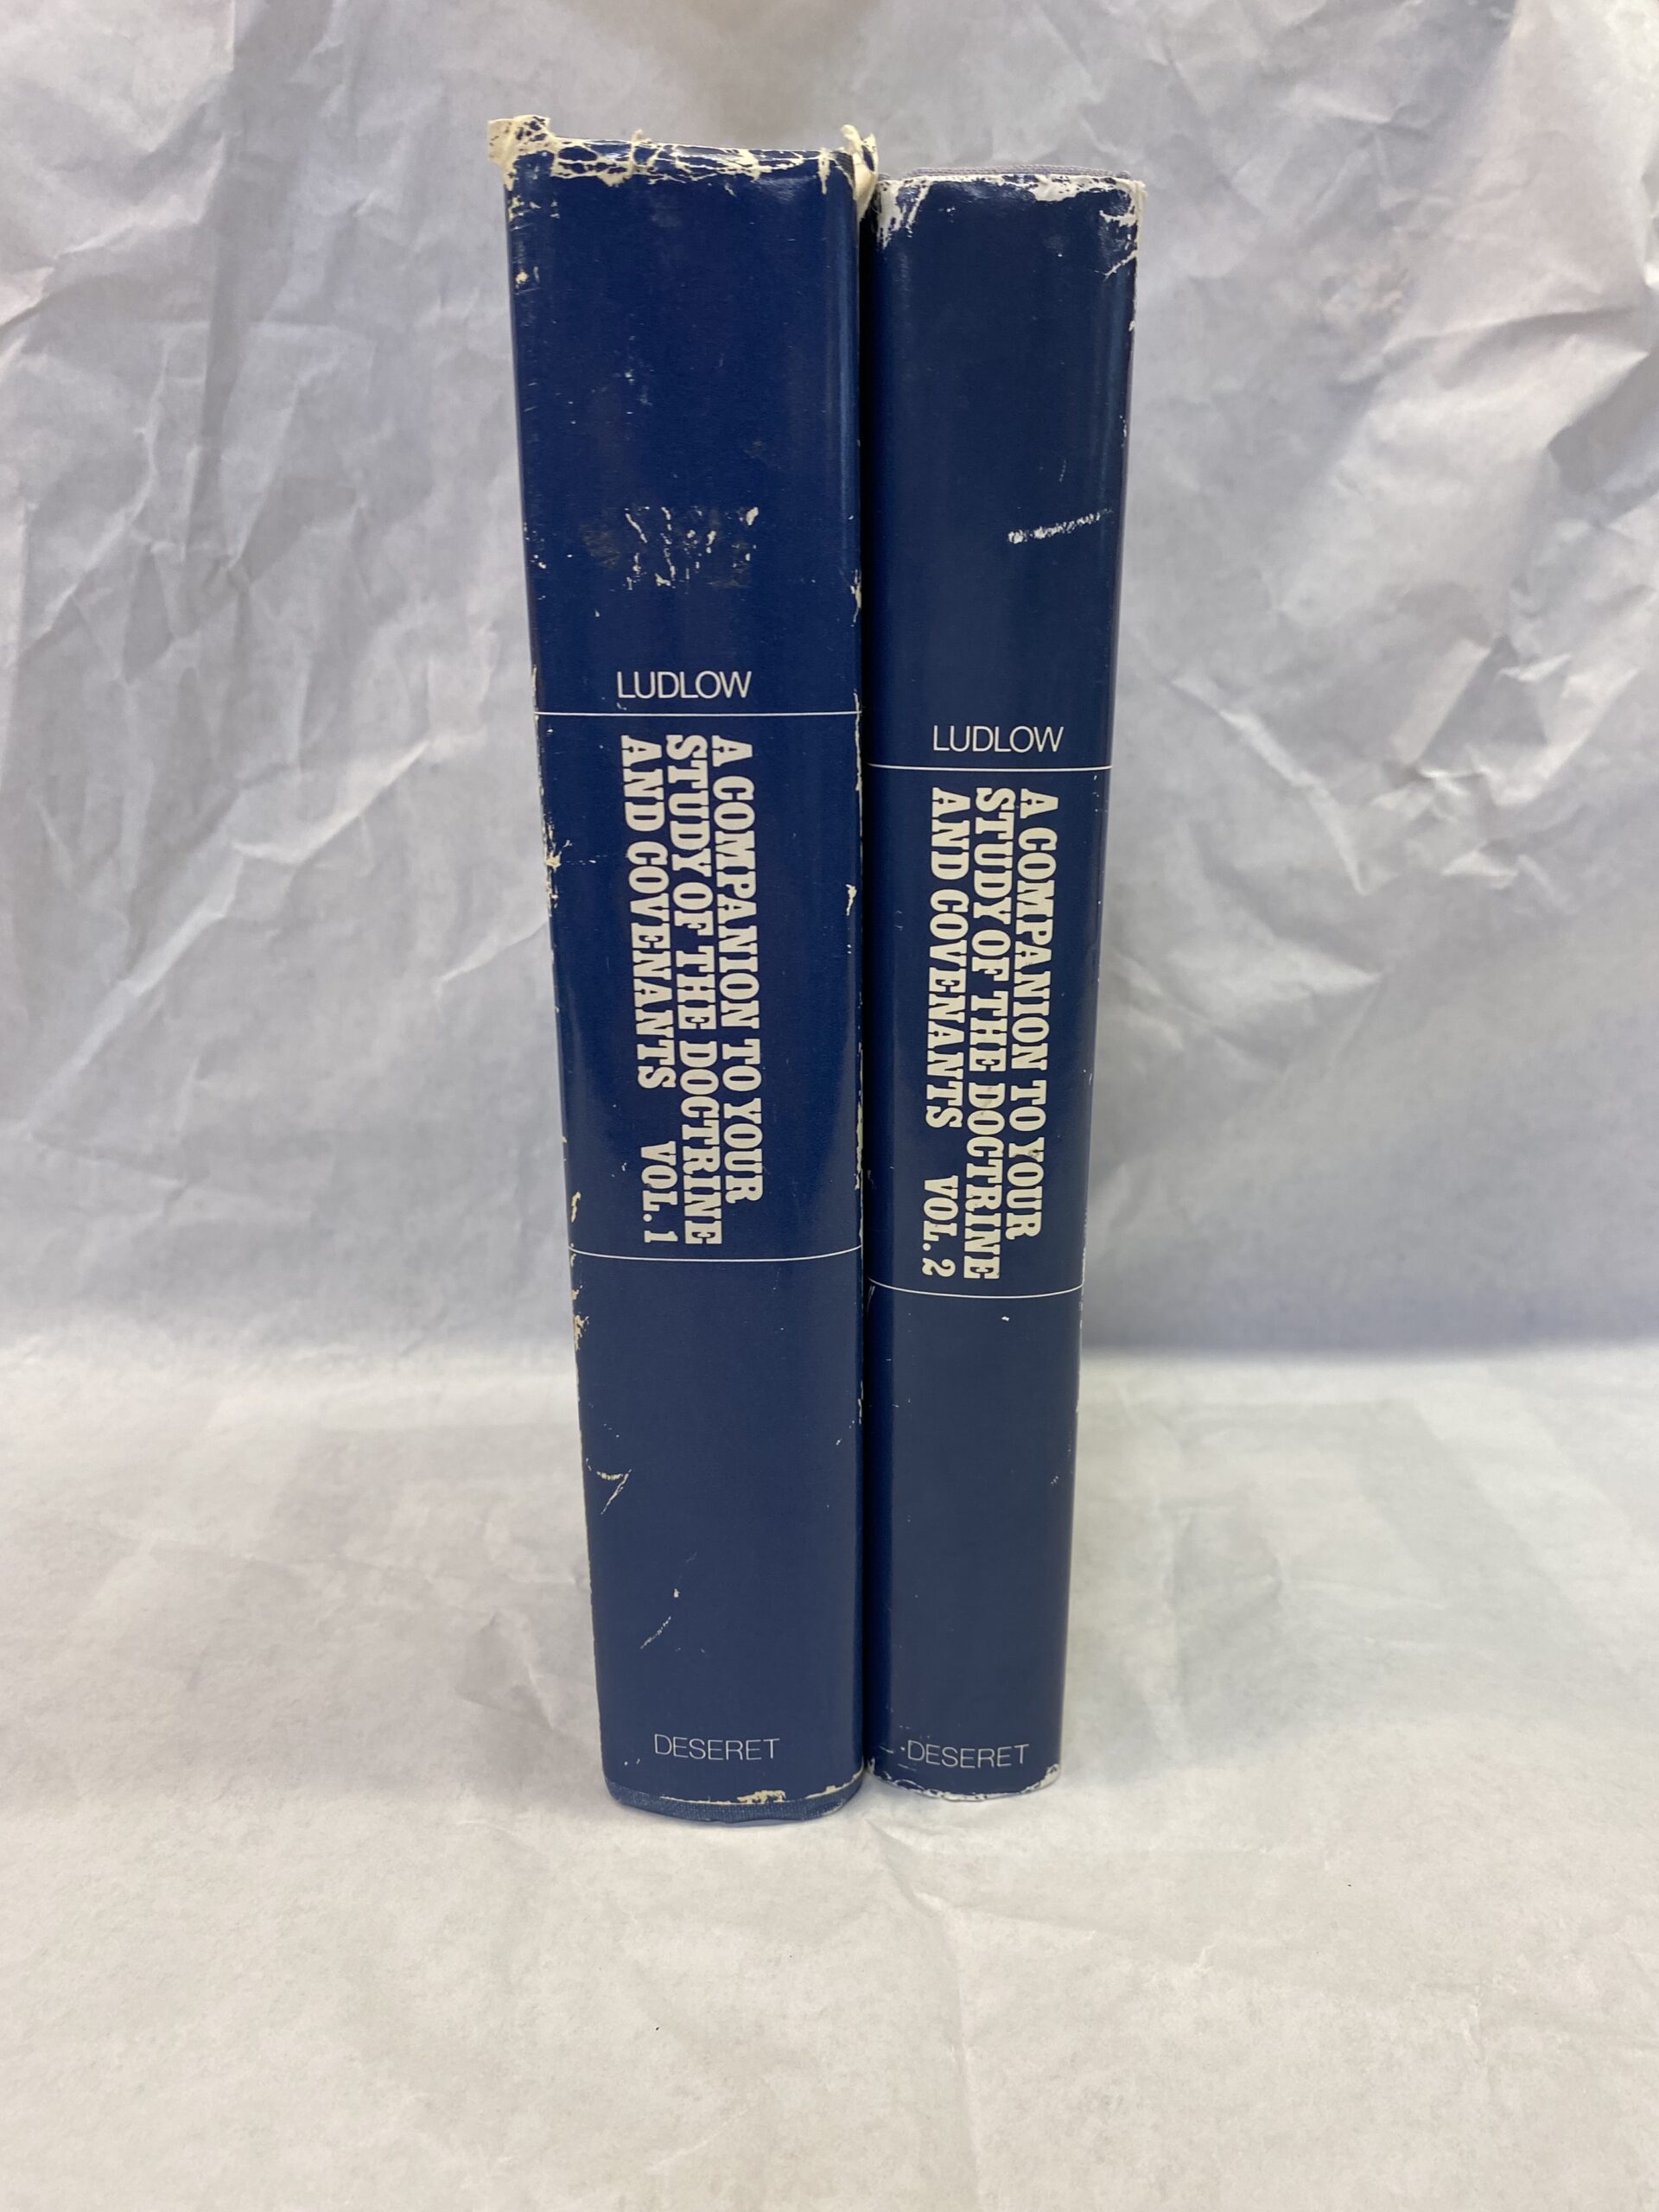 LUDLOW
A COMPANION TO YOUR
STUDY OF THE DOCTRINE
AND COVENANTS VOL. 1
DESERET
LUDLOW
A COMPANION TO YOUR
STUDY OF THE DOCTRINE
AND COVENANTS VOL. 2
DESERET